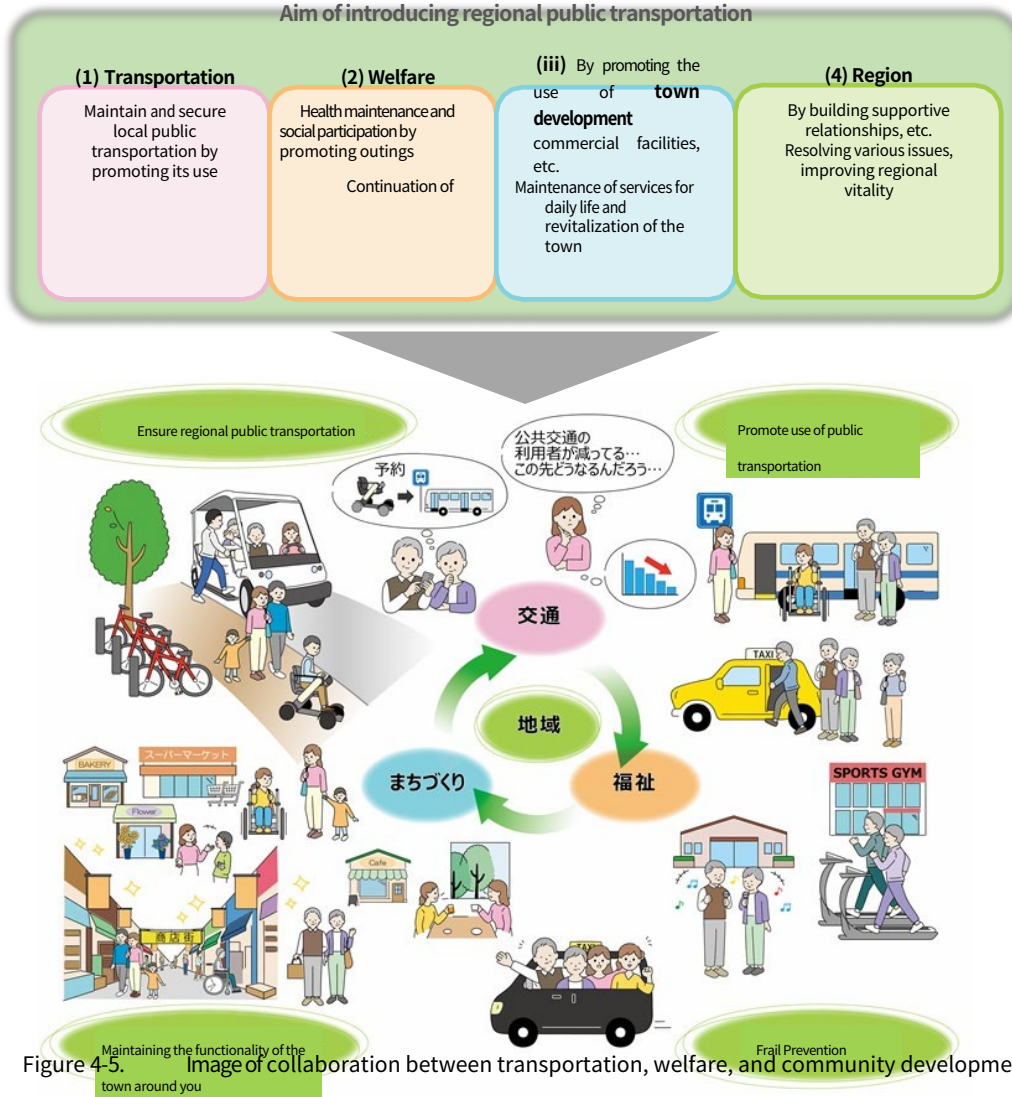 Aim of introducing regional public transportation
(1) Transportation
Maintain and secure
local public
transportation by
promoting its use
(2) Welfare
Health maintenance and
social participation by
promoting outings
Continuation of
(iii) By promoting the
use of town
development
commercial facilities,
etc.
Maintenance of services for
daily life and
revitalization of the
town
(4) Region
By building supportive
relationships, etc.
Resolving various issues,
improving regional
vitality
Ensure regional public transportation
予約
公共交通の
利用者が減ってる…
この先どうなるんだろう…
Promote use of public
transportation
交通
地域
まちづくり
福祉
TAXI
BAKERY
スーパーマーケット
Flower
Cafe
商店街
SPORTS GYM
TAXI
Maintaining the functionality of the
town around you
Frail Prevention
Figure 4-5. Image of collaboration between transportation, welfare, and community developme